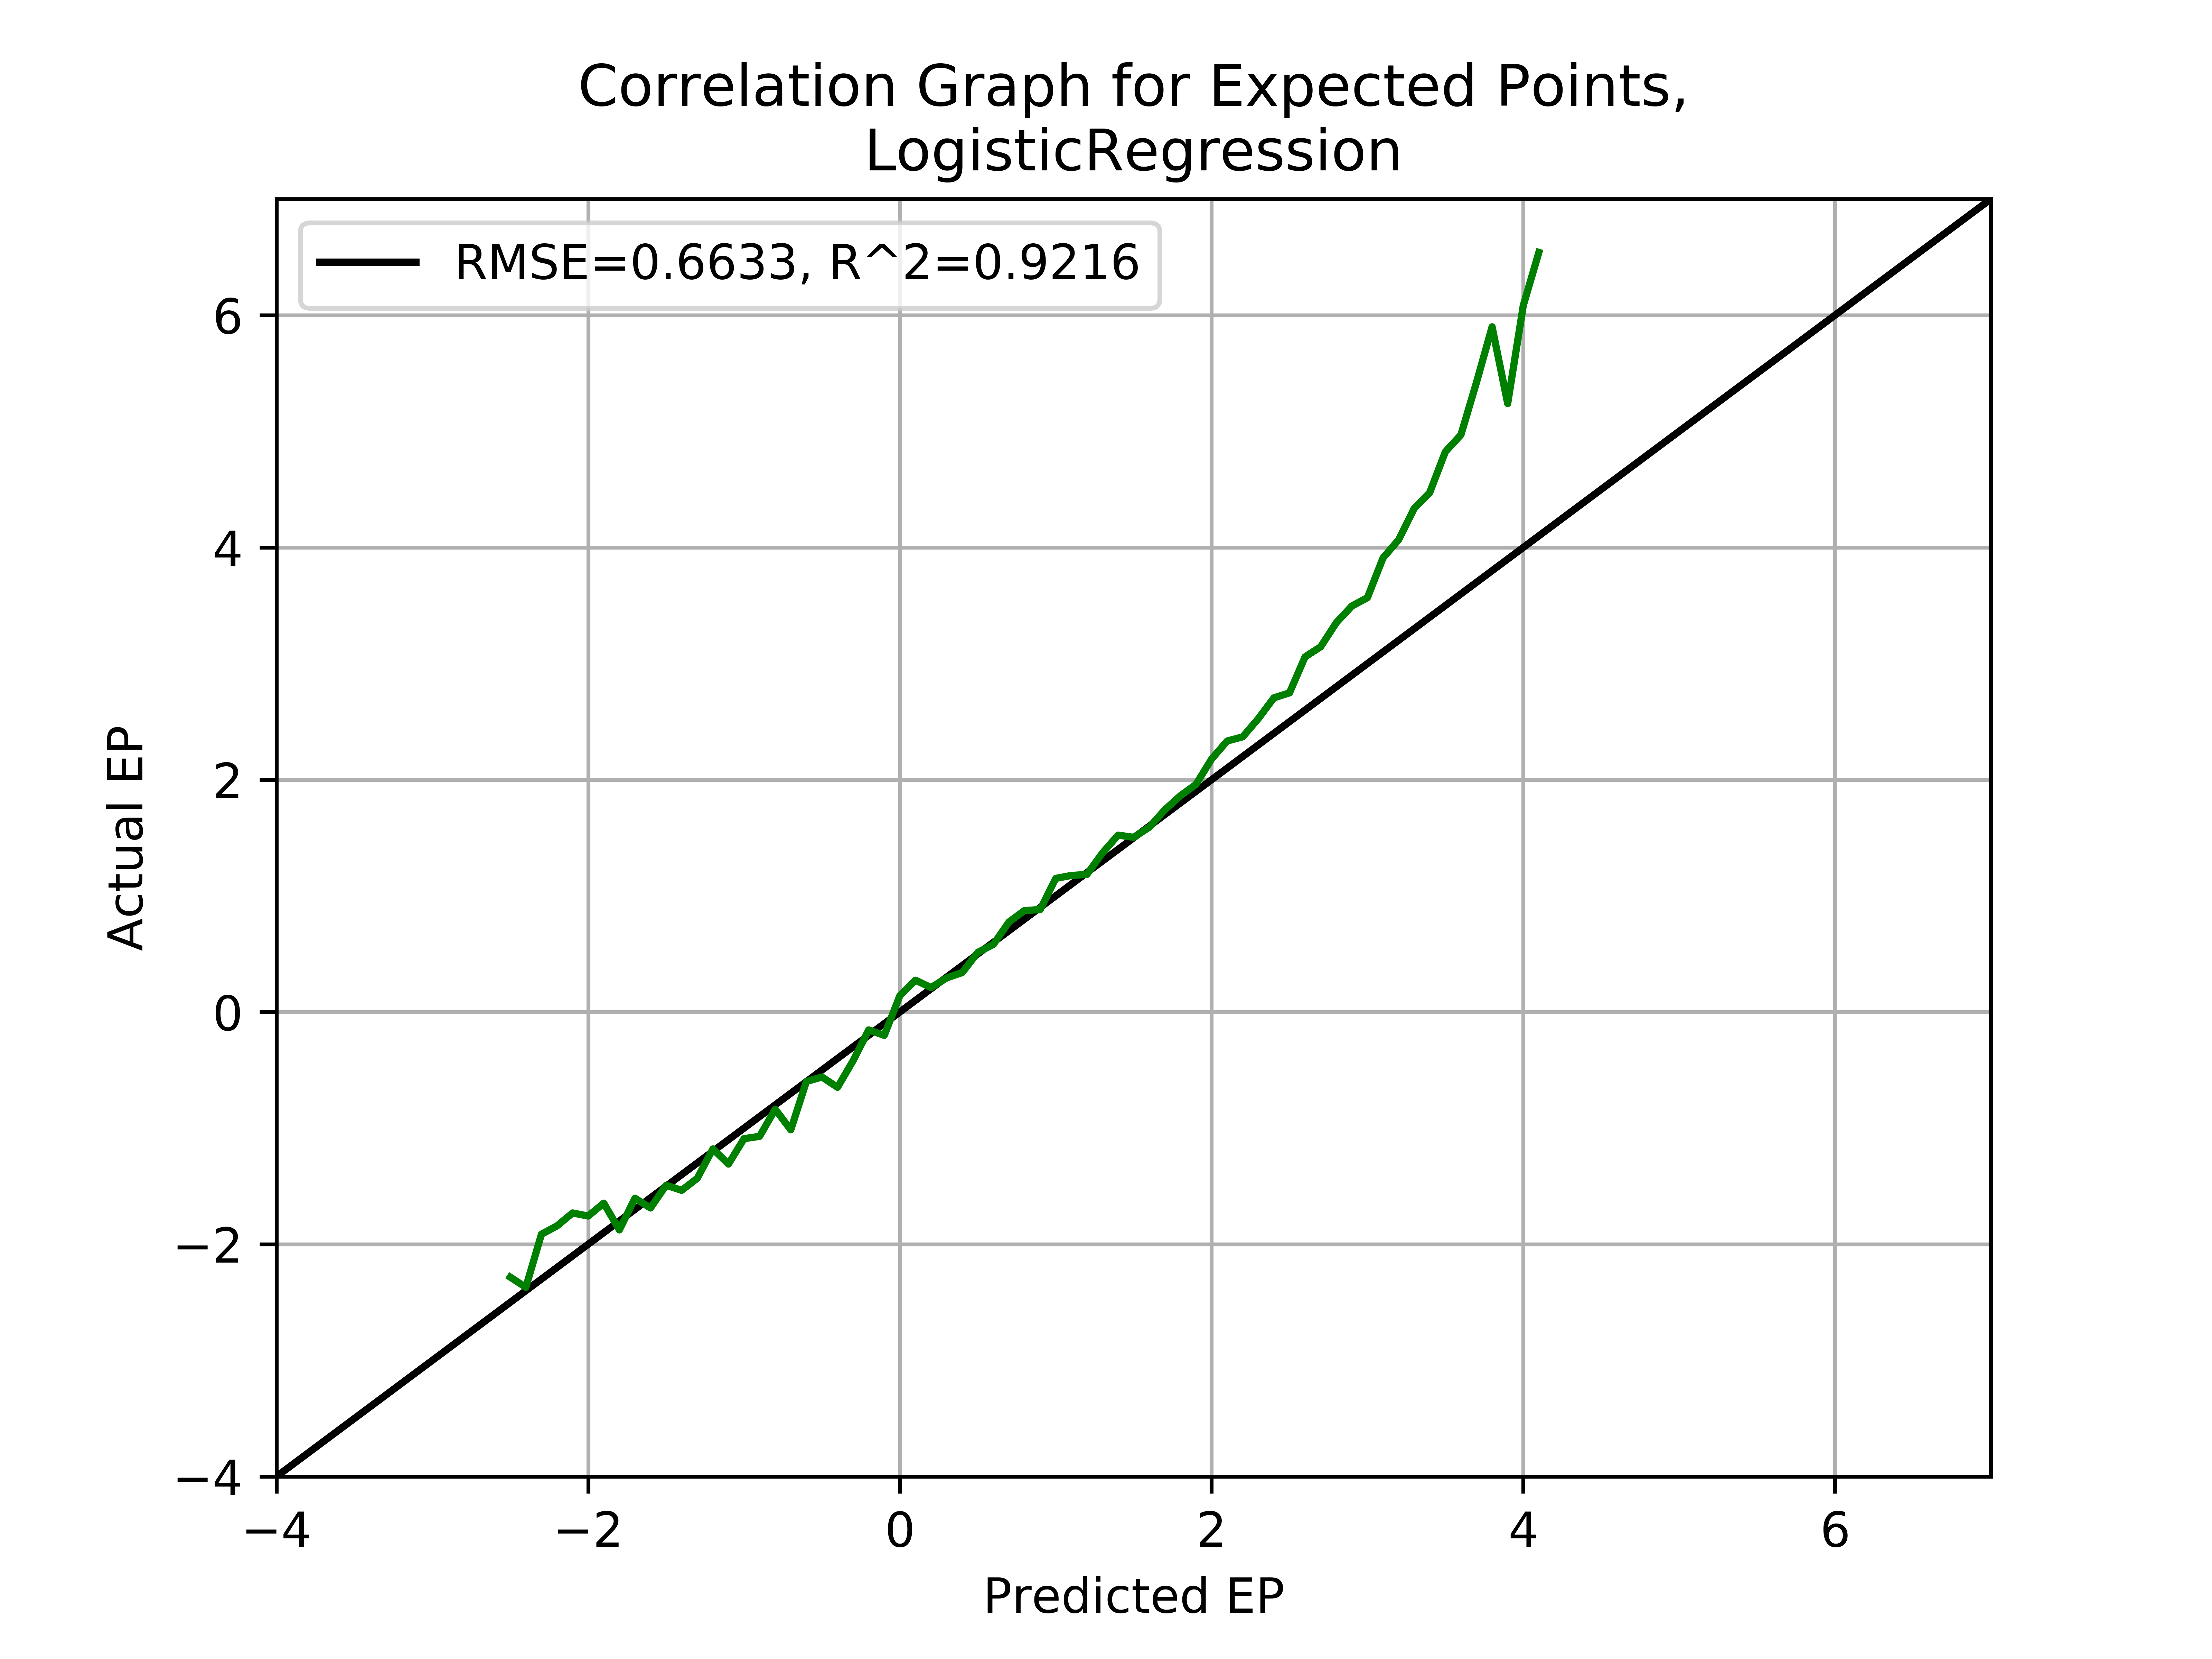 Correlation Graph for Expected Points,
LogisticRegression
RMSE=0.6633, R^2=0.9216
6
4
2
0
−2
−4
Actual EP
−4 −2 0 2 4 6
Predicted EP